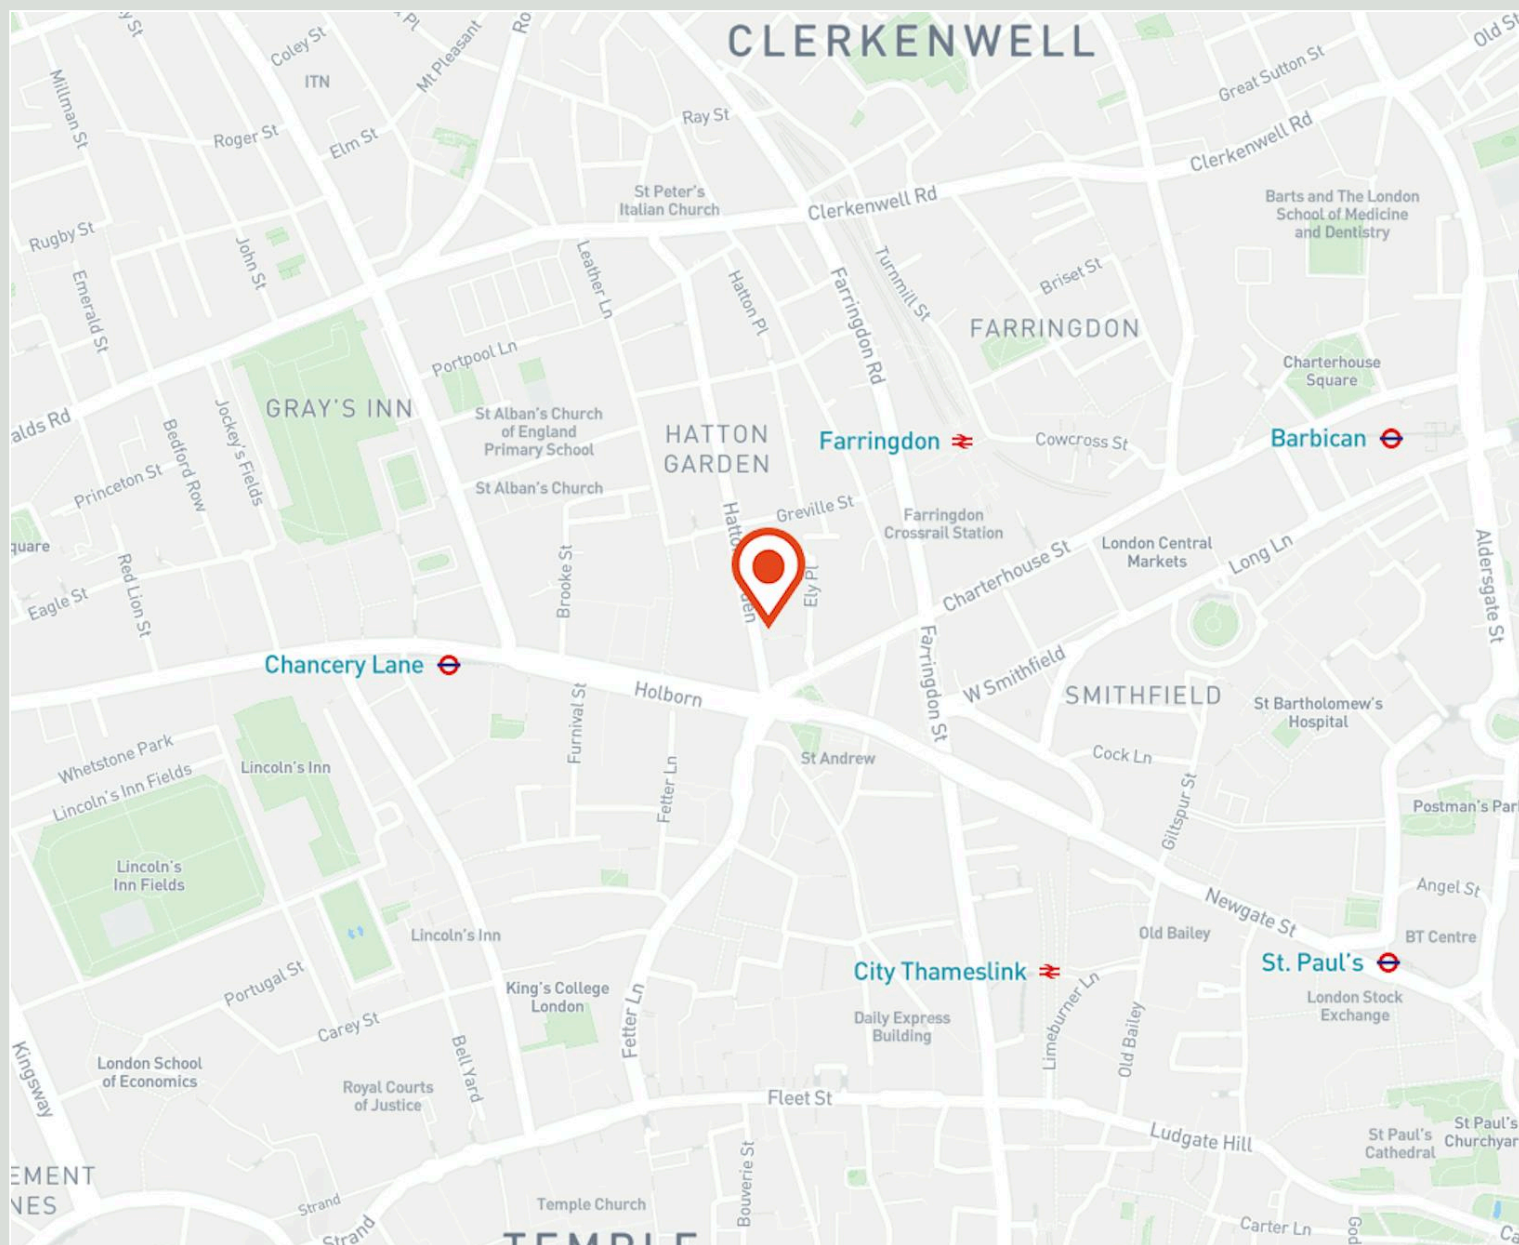 CLERKENWELL
Old St
Coley St
Mt Pleasant
ITN
Millman St
Great Sutton St
Ray St
Roger St
Elm St
Clerkenwell Rd
St Peter's
Italian Church
Clerkenwell Rd
Barts and The London
School of Medicine
and Dentistry
Rugby St
John St
Leather Ln
Turnmill St
Briset St
Hatton Pl
Emerald St
Farringdon Rd
FARRINGDON
Portpool Ln
Charterhouse
Square
GRAY'S INN
Jockey's Fields
alds Rd
Bedford Row
St Alban's Church
of England
Primary School
HATTON
GARDEN
Farringdon
Cowcross St
Barbican
Princeton St
St Alban's Church
Greville St
Farringdon
Crossrail Station
quare
Red Lion St
Brooke St
Hatto
den
Ely Pl
Charterhouse St
London Central
Markets
Long Ln
Aldersgate St
Eagle St
Chancery Lane
Holborn
Farringdon St
W Smithfield
SMITHFIELD
St Bartholomew's
Hospital
Furnival St
Whetstone Park
Lincoln's Inn Fields
Lincoln's Inn
Fetter Ln
St Andrew
Cock Ln
Giltspur St
Postman's Par
Lincoln's
Inn Fields
Angel St
Newgate St
Lincoln's Inn
Old Bailey
BT Centre
City Thameslink
St. Paul's
Portugal St
King's College
London
London Stock
Exchange
Carey St
Fetter Ln
Daily Express
Building
Limeburner Ln
Old Bailey
Kingsway
London School
of Economics
Bell Yard
Royal Courts
of Justice
Fleet St
Ludgate Hill
St Paul's
Cathedral
St Paul's
Churchyar
EMENT
NES
Strand
Strand
Temple Church
Bouverie St
Carter Ln
God
Ca
TEMPLE